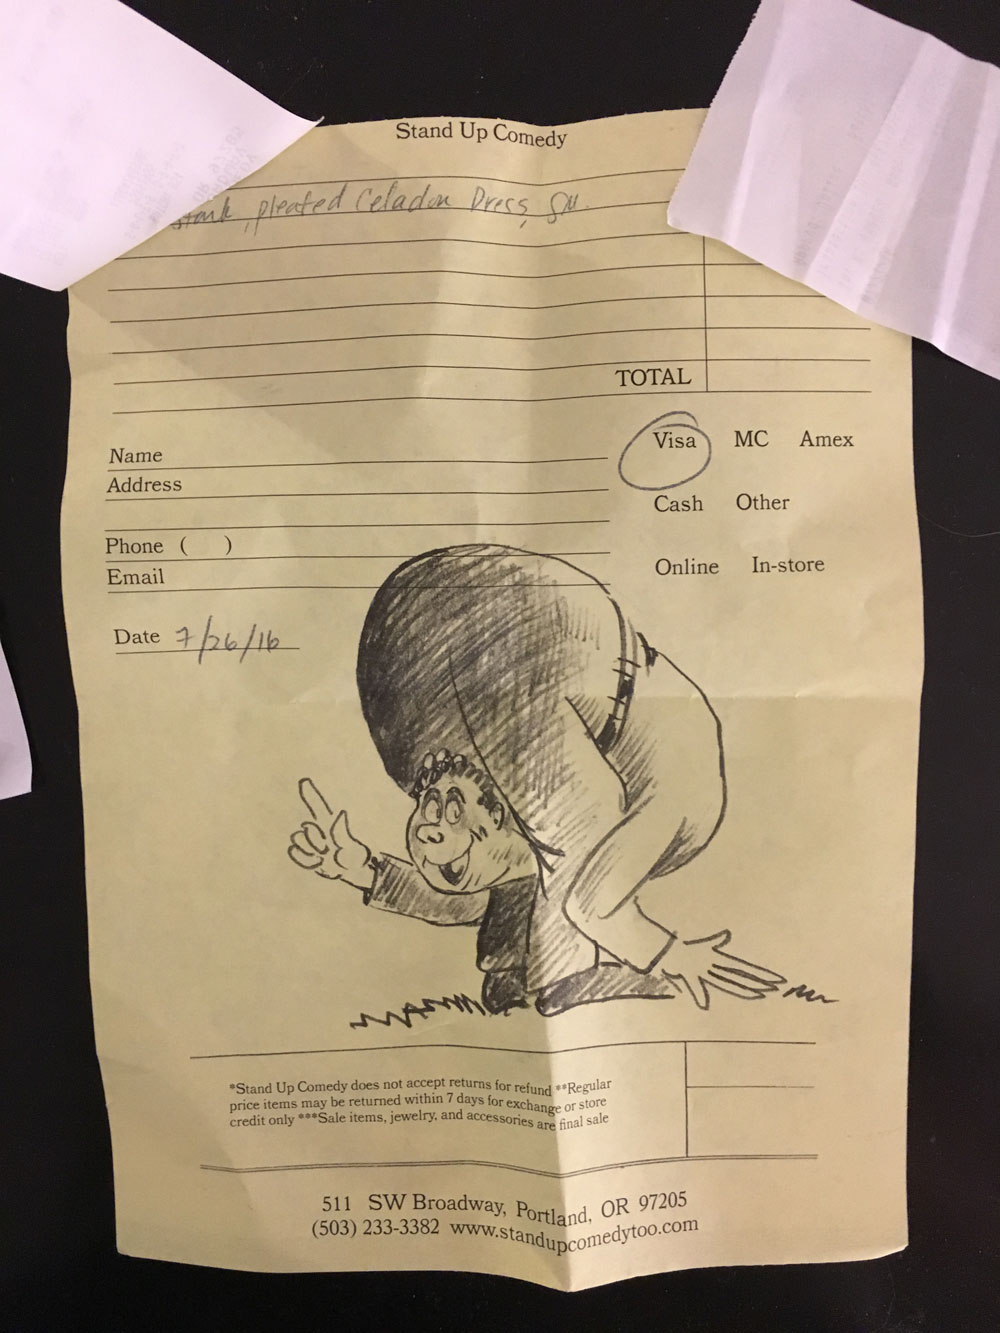 Stand Up Comedy
pleated Celadon Dress, SM.
TOTAL
Visa MC Amex
Name
Address
Cash Other
Phone ( )
Email
Online In-store
Date 7/26/16
*Stand Up Comedy does not accept returns for refund **Regular
price items may be returned within 7 days for exchange or store
credit only ***Sale items, jewelry, and accessories are final sale
511 SW Broadway, Portland, OR 97205
(503) 233-3382 www.standupcomedytoo.com